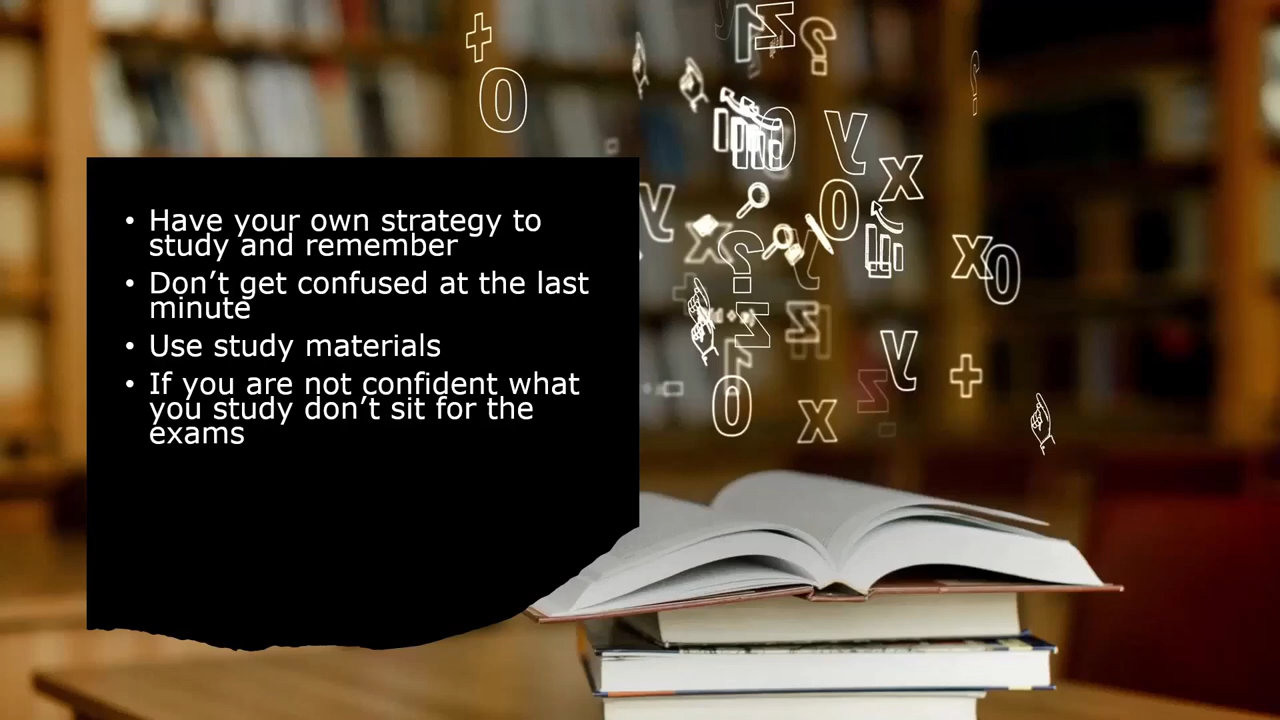 • Have your own strategy to
study and remember
• Don’t get confused at the last
minute
• Use study materials
• If you are not confident what
you study don’t sit for the
exams